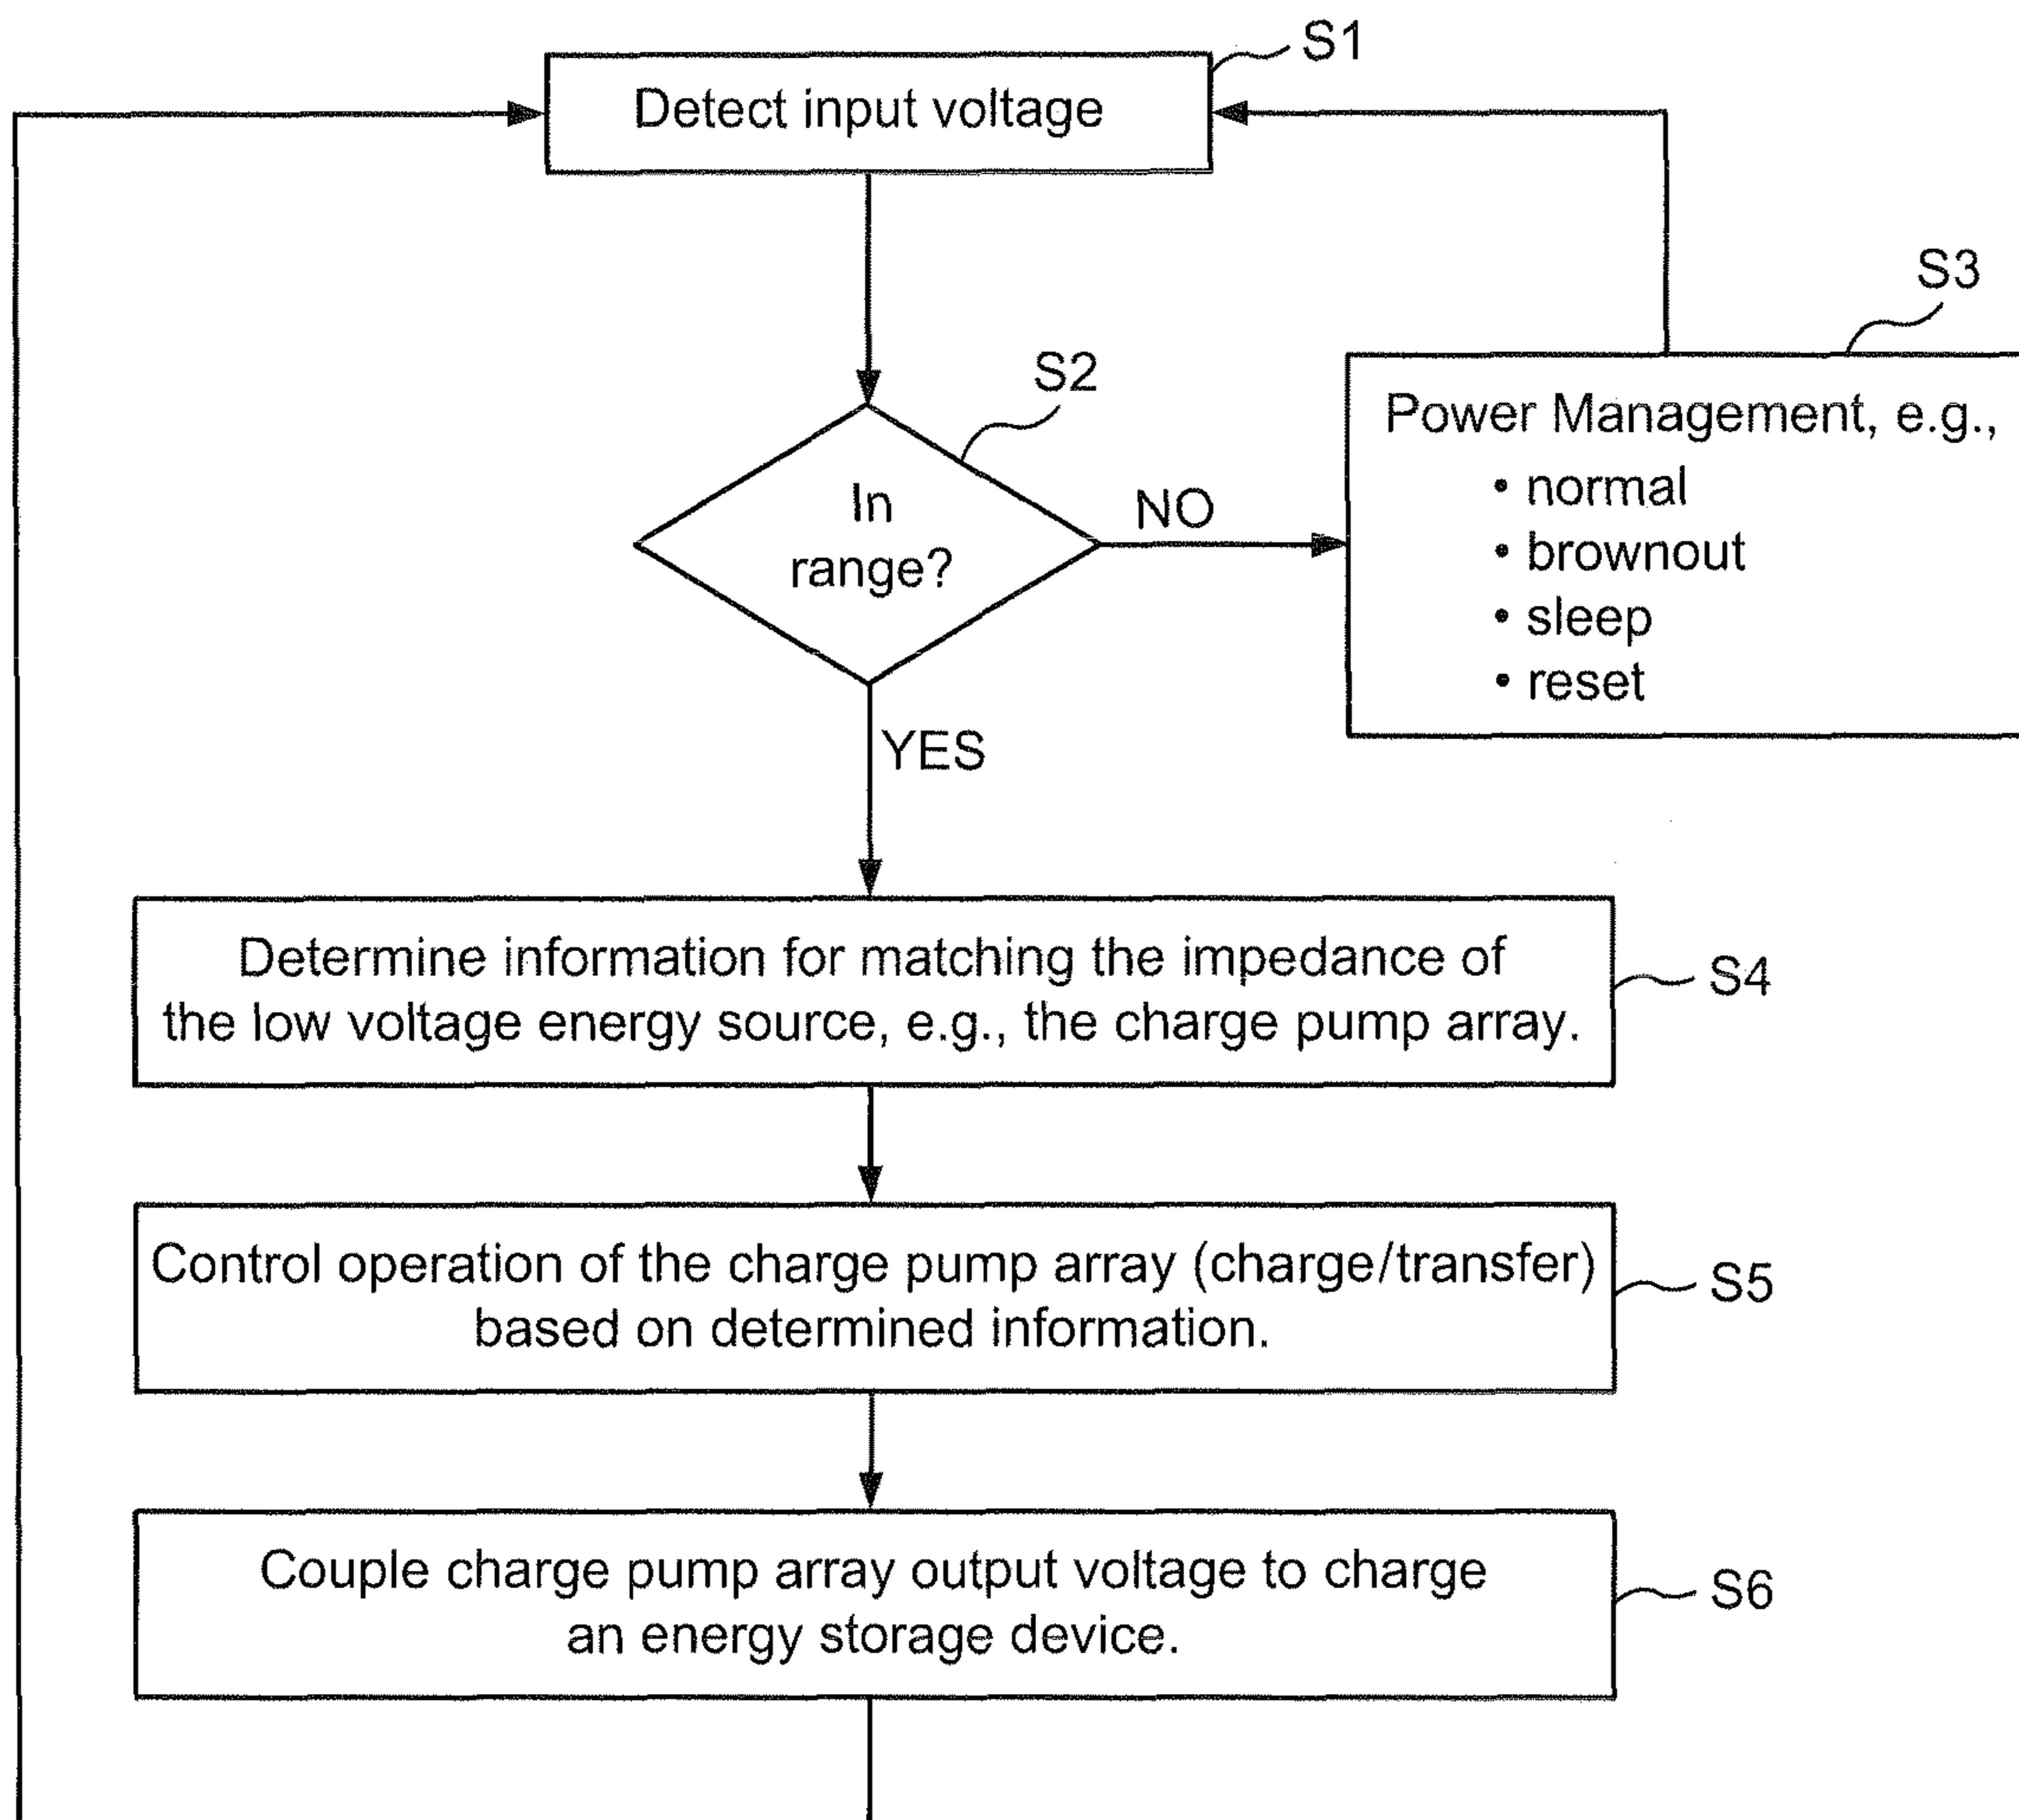 S1
Detect input voltage
S3
S2
Power Management, e.g.,
• normal
• brownout
• sleep
• reset
In
range?
NO
YES
Determine information for matching the impedance of
the low voltage energy source, e.g., the charge pump array.
S4
Control operation of the charge pump array (charge/transfer)
based on determined information.
S5
Couple charge pump array output voltage to charge
an energy storage device.
S6